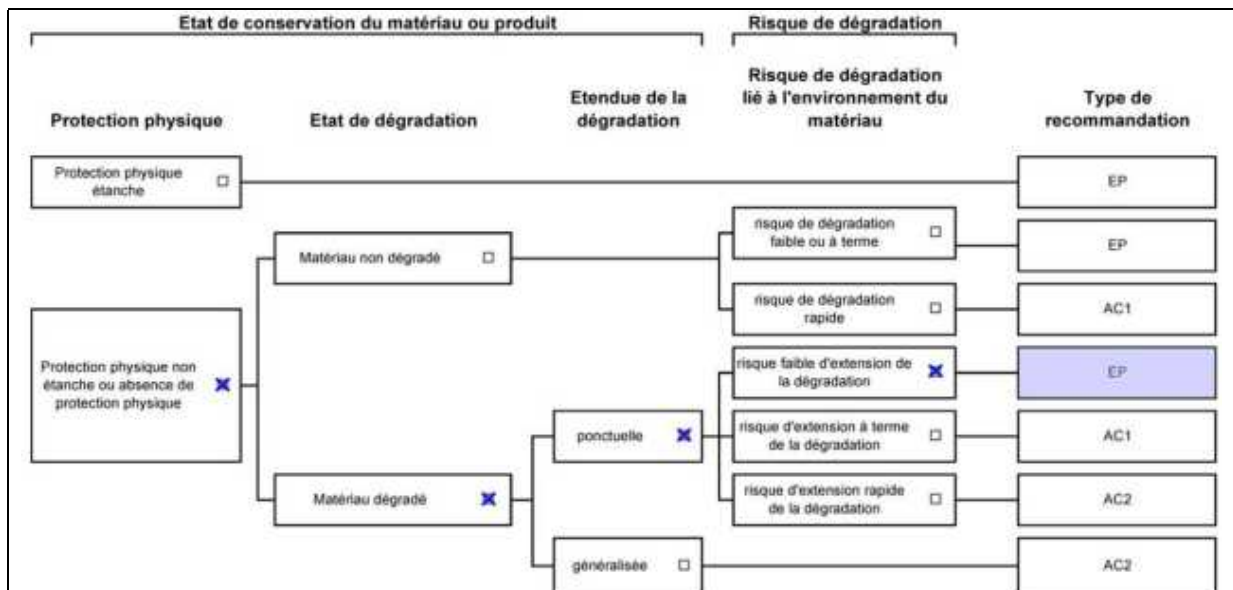 Etat de conservation du matériau ou produit
Risque de dégradation
Protection physique
Etat de dégradation
Etendue de la
dégradation
Risque de dégradation
lié à l'environnement du
matériau
Type de
recommandation
Protection physique
étanche
EP
Matériau non dégradé
risque de dégradation
faible ou à terme
EP
risque de dégradation
rapide
AC1
Protection physique non
étanche ou absence de
protection physique
risque faible d'extension de
la dégradation
EP
ponctuelle
risque d'extension à terme
de la dégradation
AC1
Matériau dégradé
risque d'extension rapide
de la dégradation
AC2
généralisée
AC2